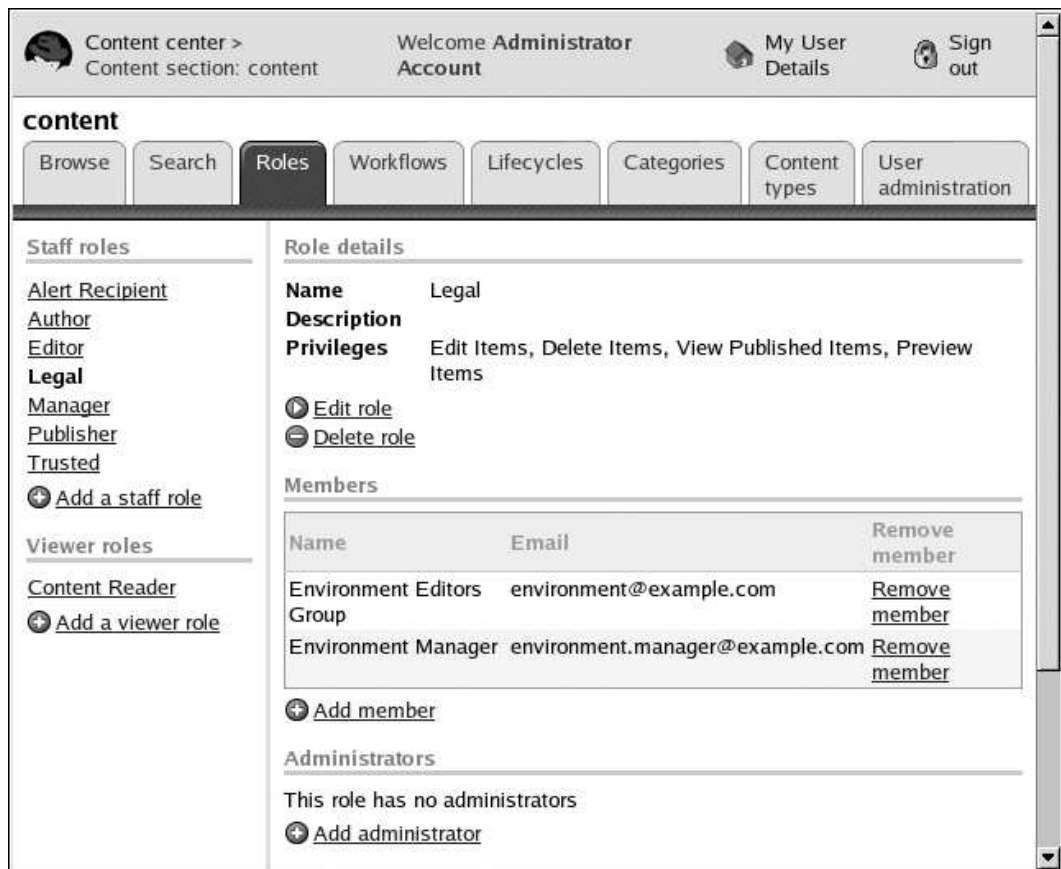 Content center >
Content section: content
Welcome Administrator
Account
My User
Details
Sign
out
content
Browse
Search
Roles
Workflows
Lifecycles
Categories
Content
types
User
administration
Staff roles
Alert Recipient
Author
Editor
Legal
Manager
Publisher
Trusted
Add a staff role
Viewer roles
Content Reader
Add a viewer role
Role details
Name Legal
Description
Privileges Edit Items, Delete Items, View Published Items, Preview
Items
Edit role
Delete role
Members
Name Email Remove
member
Environment Editors environment@example.com Remove
Group member
Environment Manager environment.manager@example.com Remove
member
Add member
Administrators
This role has no administrators
Add administrator